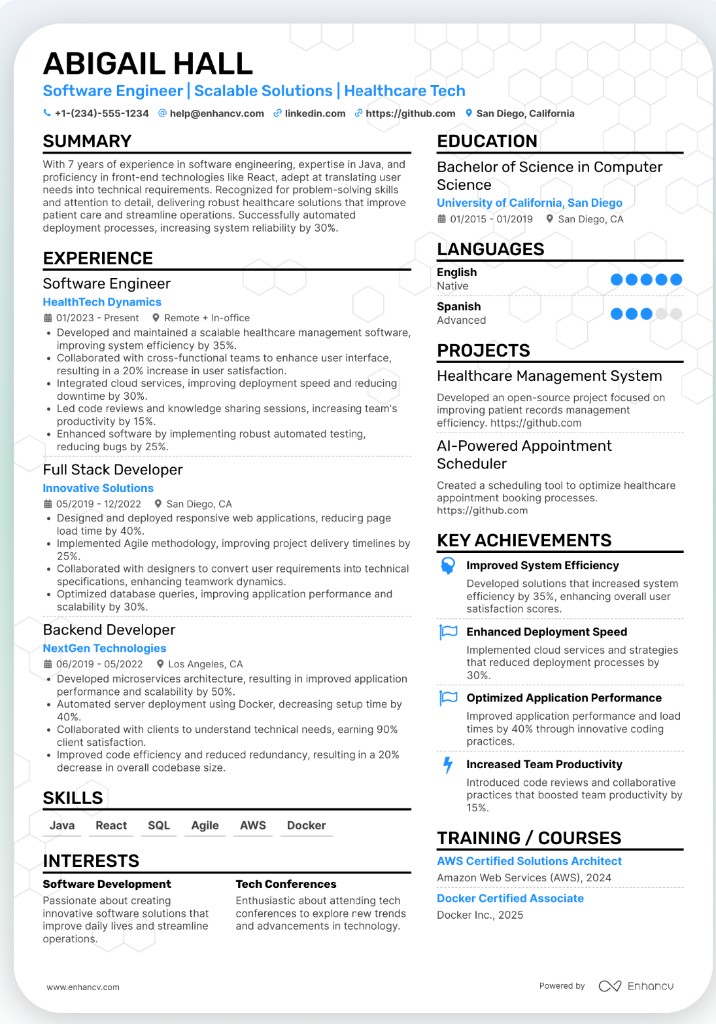 ABIGAIL HALL
Software Engineer | Scalable Solutions | Healthcare Tech
+1-(234)-555-1234 help@enhancv.com linkedin.com https://github.com San Diego, California
SUMMARY
With 7 years of experience in software engineering, expertise in Java, and
proficiency in front-end technologies like React, adept at translating user
needs into technical requirements. Recognized for problem-solving skills
and attention to detail, delivering robust healthcare solutions that improve
patient care and streamline operations. Successfully automated
deployment processes, increasing system reliability by 30%.
EXPERIENCE
Software Engineer
HealthTech Dynamics
01/2023 - Present Remote + In-office
• Developed and maintained a scalable healthcare management software,
improving system efficiency by 35%.
• Collaborated with cross-functional teams to enhance user interface,
resulting in a 20% increase in user satisfaction.
• Integrated cloud services, improving deployment speed and reducing
downtime by 30%.
• Led code reviews and knowledge sharing sessions, increasing team's
productivity by 15%.
• Enhanced software by implementing robust automated testing,
reducing bugs by 25%.
Full Stack Developer
Innovative Solutions
05/2019 - 12/2022 San Diego, CA
• Designed and deployed responsive web applications, reducing page
load time by 40%.
• Implemented Agile methodology, improving project delivery timelines by
25%.
• Collaborated with designers to convert user requirements into technical
specifications, enhancing teamwork dynamics.
• Optimized database queries, improving application performance and
scalability by 30%.
Backend Developer
NextGen Technologies
06/2019 - 05/2022 Los Angeles, CA
• Developed microservices architecture, resulting in improved application
performance and scalability by 50%.
• Automated server deployment using Docker, decreasing setup time by
40%.
• Collaborated with clients to understand technical needs, earning 90%
client satisfaction.
• Improved code efficiency and reduced redundancy, resulting in a 20%
decrease in overall codebase size.
SKILLS
Java React SQL Agile AWS Docker
INTERESTS
Software Development
Passionate about creating
innovative software solutions that
improve daily lives and streamline
operations.
Tech Conferences
Enthusiastic about attending tech
conferences to explore new trends
and advancements in technology.
EDUCATION
Bachelor of Science in Computer
Science
University of California, San Diego
01/2015 - 01/2019 San Diego, CA
LANGUAGES
English
Native
Spanish
Advanced
PROJECTS
Healthcare Management System
Developed an open-source project focused on
improving patient records management
efficiency. https://github.com
AI-Powered Appointment
Scheduler
Created a scheduling tool to optimize healthcare
appointment booking processes.
https://github.com
KEY ACHIEVEMENTS
Improved System Efficiency
Developed solutions that increased system
efficiency by 35%, enhancing overall user
satisfaction scores.
Enhanced Deployment Speed
Implemented cloud services and strategies
that reduced deployment processes by
30%.
Optimized Application Performance
Improved application performance and load
times by 40% through innovative coding
practices.
Increased Team Productivity
Introduced code reviews and collaborative
practices that boosted team productivity by
15%.
TRAINING / COURSES
AWS Certified Solutions Architect
Amazon Web Services (AWS), 2024
Docker Certified Associate
Docker Inc., 2025
www.enhancv.com
Powered by Enhancv